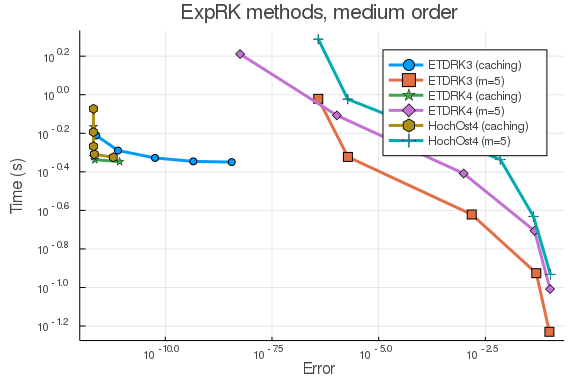 ExpRK methods, medium order
Time (s)
10^0.2
10^0.0
10^-0.2
10^-0.4
10^-0.6
10^-0.8
10^-1.0
10^-1.2
ETDRK3 (caching)
ETDRK3 (m=5)
ETDRK4 (caching)
ETDRK4 (m=5)
HochOst4 (caching)
HochOst4 (m=5)
10^-10.0
10^-7.5
10^-5.0
10^-2.5
Error